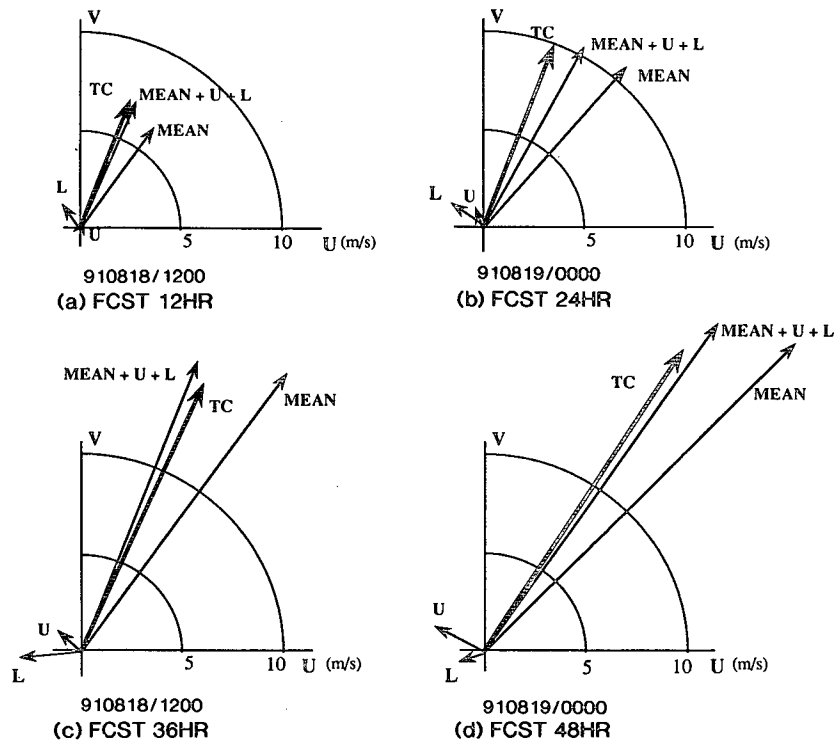 V
TC
MEAN + U + L
MEAN
L
U
5
10
U (m/s)
910818/1200
(a) FCST 12HR
V
TC
MEAN + U + L
MEAN
L
U
5
10
U (m/s)
910819/0000
(b) FCST 24HR
MEAN + U + L
TC
MEAN
V
U
L
5
10
U (m/s)
910818/1200
(c) FCST 36HR
MEAN + U + L
TC
MEAN
V
U
L
5
10
U (m/s)
910819/0000
(d) FCST 48HR